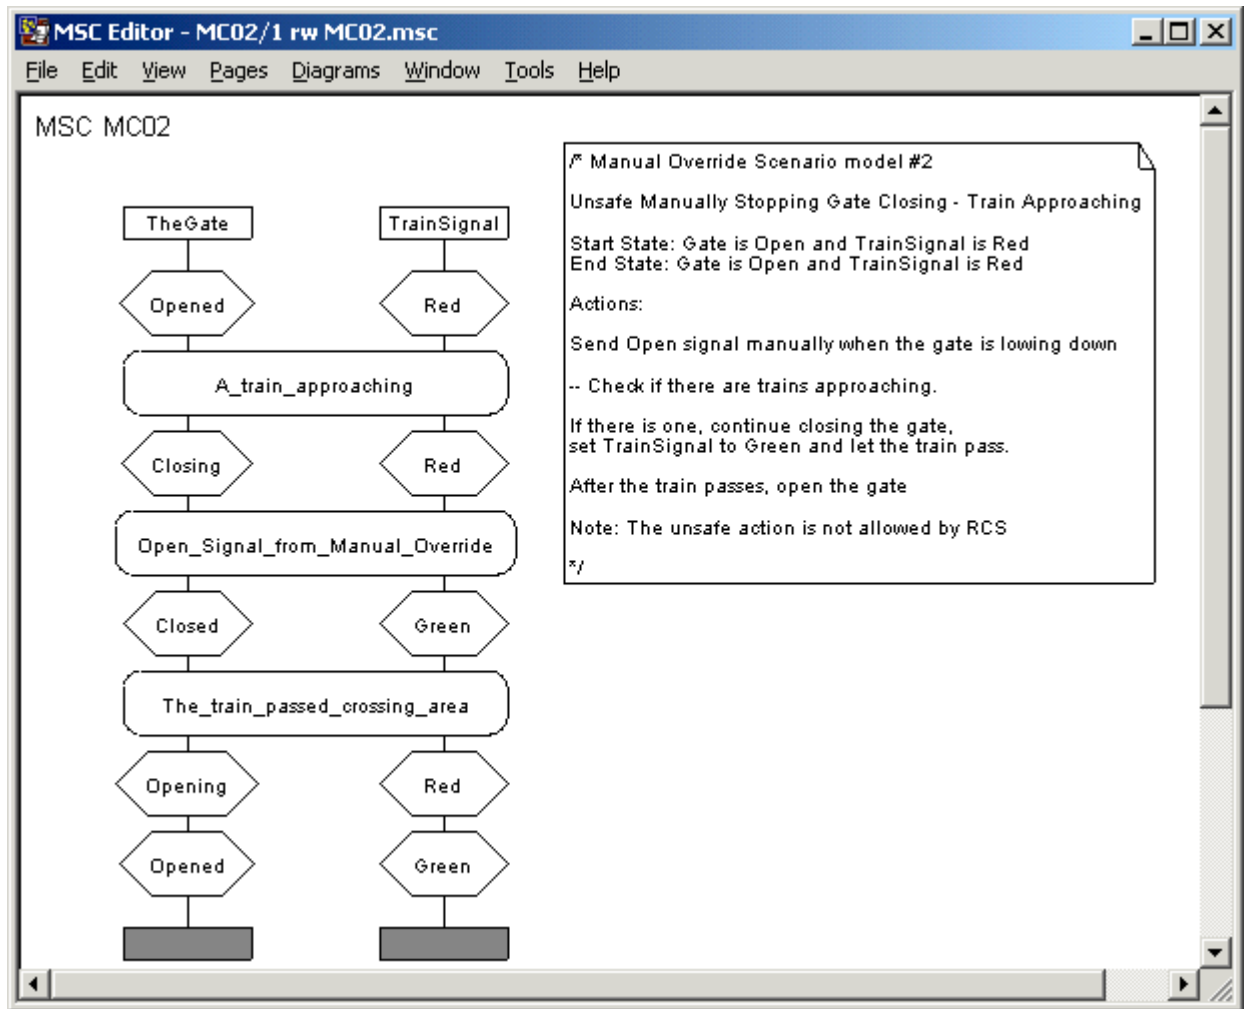 MSC Editor - MC02/1 rw MC02.msc
File Edit View Pages Diagrams Window Tools Help
MSC MC02
TheGate TrainSignal
Opened Red
A_train_approaching
Closing Red
Open_Signal_from_Manual_Override
Closed Green
The_train_passed_crossing_area
Opening Red
Opened Green
/* Manual Override Scenario model #2
Unsafe Manually Stopping Gate Closing - Train Approaching
Start State: Gate is Open and TrainSignal is Red
End State: Gate is Open and TrainSignal is Red
Actions:
Send Open signal manually when the gate is lowing down
-- Check if there are trains approaching.
If there is one, continue closing the gate,
set TrainSignal to Green and let the train pass.
After the train passes, open the gate
Note: The unsafe action is not allowed by RCS
*/